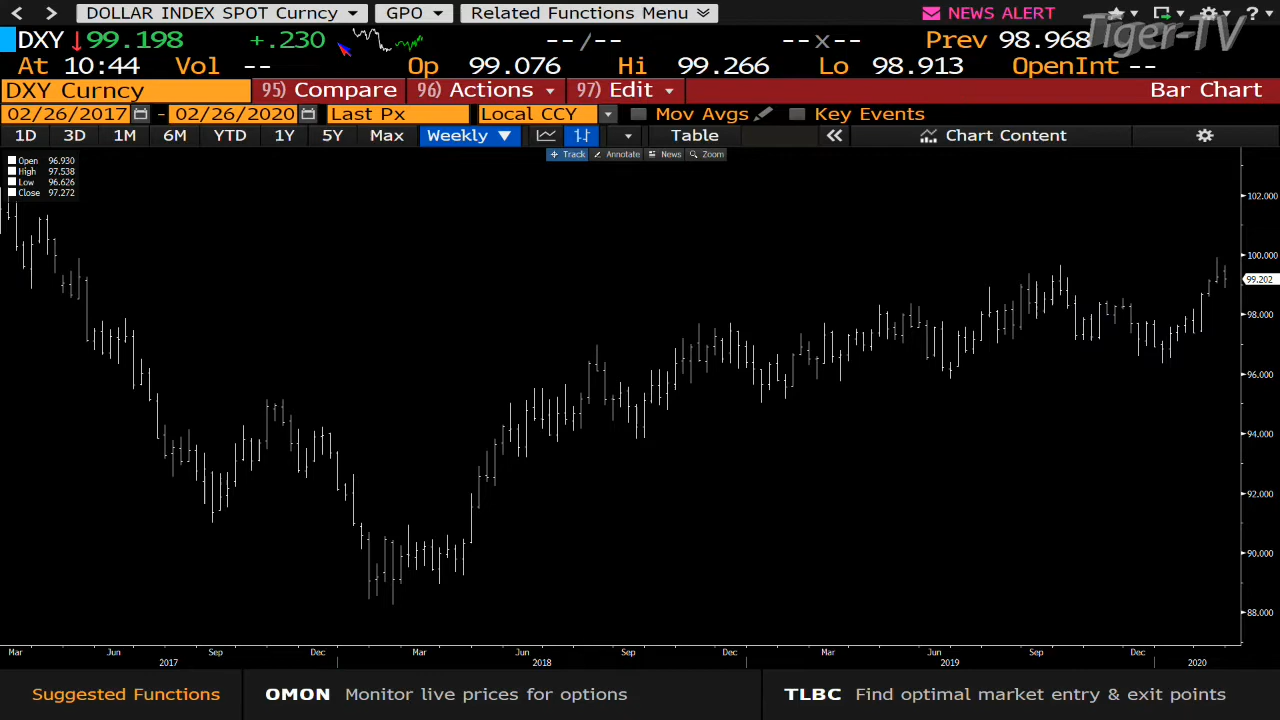 DOLLAR INDEX SPOT Curncy GPO Related Functions Menu NEWS ALERT ?
Tiger-TV
DXY 99.198 +.230 --/-- --x-- Prev 98.968
At 10:44 Vol -- Op 99.076 Hi 99.266 Lo 98.913 OpenInt --
DXY Curncy 95) Compare 96) Actions 97) Edit Bar Chart
02/26/2017 - 02/26/2020 Last Px Local CCY Mov Avgs Key Events
1D 3D 1M 6M YTD 1Y 5Y Max Weekly Table Chart Content
Track Annotate News Zoom
Open 96.930
High 97.538
Low 96.626
Close 97.272
102.000
100.000
99.202
98.000
96.000
94.000
92.000
90.000
88.000
Mar Jun Sep Dec Mar Jun Sep Dec Mar Jun Sep Dec
2017 2018 2019 2020
Suggested Functions OMON Monitor live prices for options TLBC Find optimal market entry & exit points